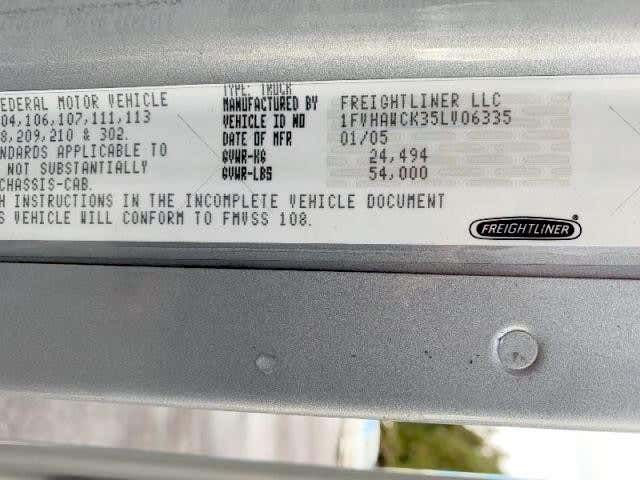 TYPE: TRUCK
EDERAL MOTOR VEHICLE MANUFACTURED BY FREIGHTLINER LLC
04,106,107,111,113 VEHICLE ID NO 1FVHAWCK35LV06335
8,209,210 & 302. DATE OF MFR 01/05
NDARDS APPLICABLE TO GVWR-KG 24,494
NOT SUBSTANTIALLY GVWR-LBS 54,000
CHASSIS-CAB.
H INSTRUCTIONS IN THE INCOMPLETE VEHICLE DOCUMENT
S VEHICLE WILL CONFORM TO FMVSS 108.
FREIGHTLINER®